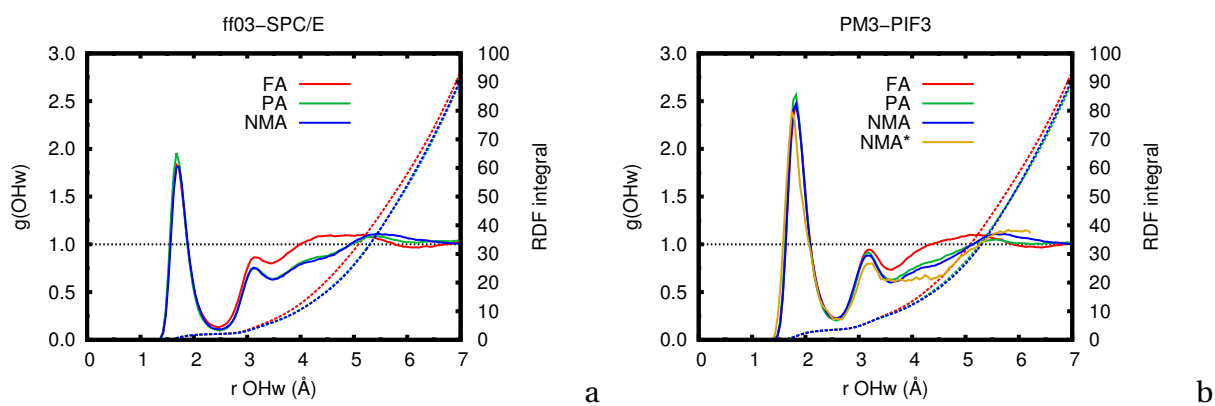 ff03−SPC/E
g(OHw)
3.0
2.5
2.0
1.5
1.0
0.5
0.0
FA
PA
NMA
100
90
80
70
60
50
40
30
20
10
0
RDF integral
0 1 2 3 4 5 6 7
r OHw (Å)
a
PM3−PIF3
g(OHw)
3.0
2.5
2.0
1.5
1.0
0.5
0.0
FA
PA
NMA
NMA*
100
90
80
70
60
50
40
30
20
10
0
RDF integral
0 1 2 3 4 5 6 7
r OHw (Å)
b